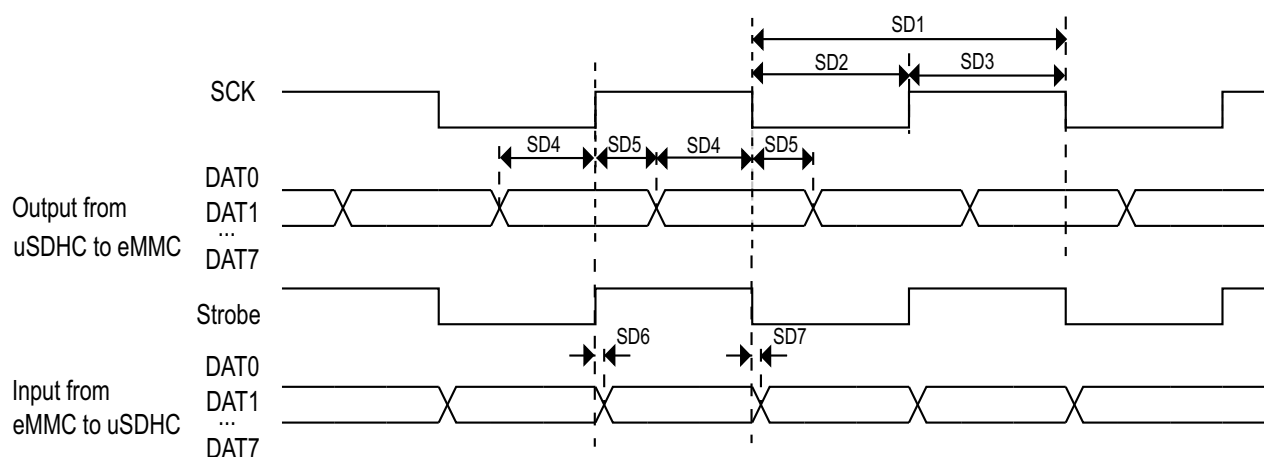 SD1
SD2
SD3
SCK
SD4
SD5
SD4
SD5
DAT0
Output from
DAT1
...
uSDHC to eMMC
DAT7
Strobe
SD6
SD7
DAT0
Input from
DAT1
...
eMMC to uSDHC
DAT7